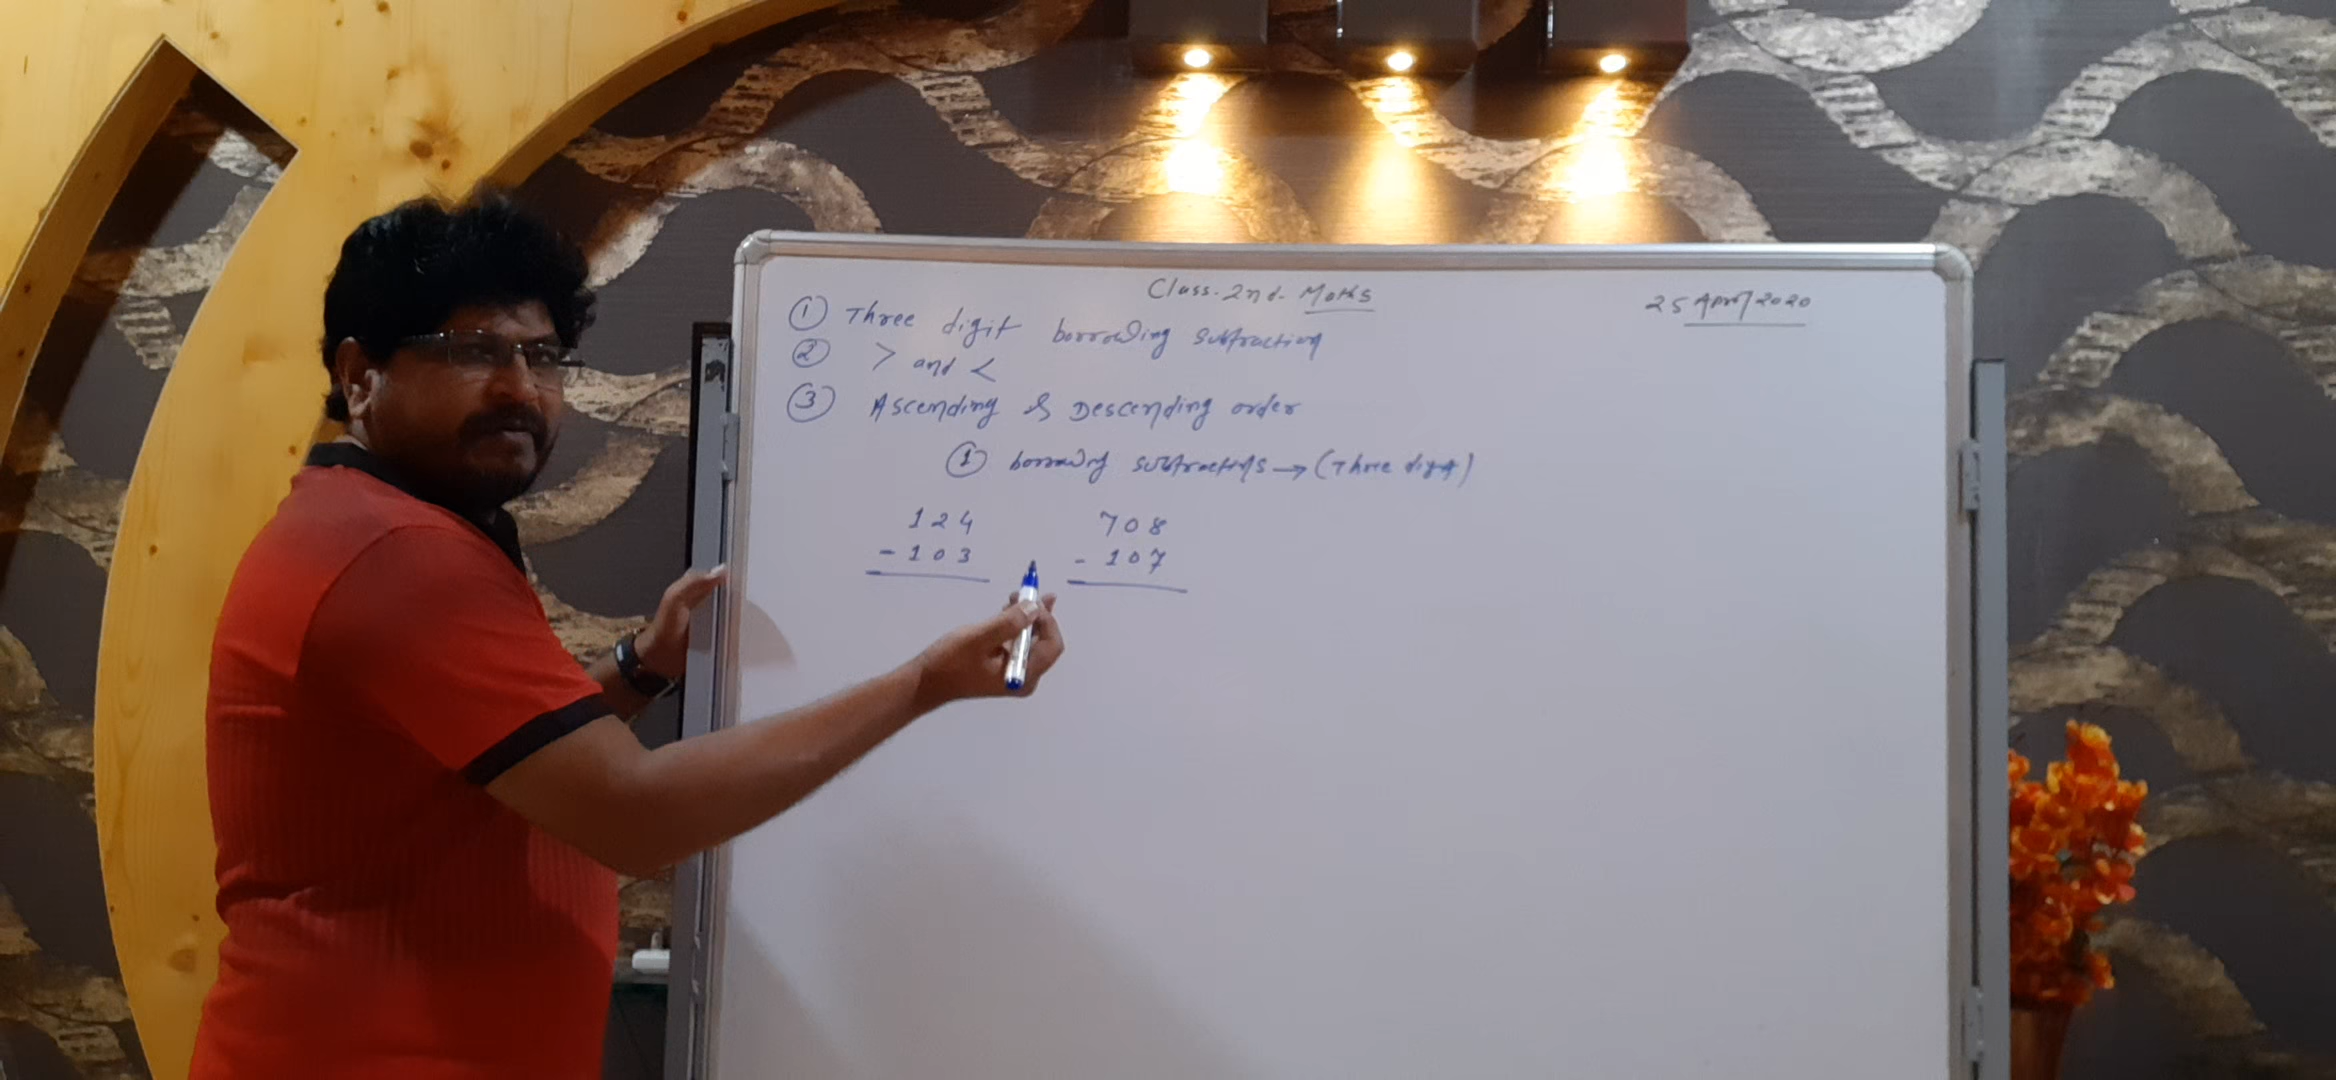 Class. 2nd. Maths
25 April 2020
① Three digit borrowing subtraction
② > and <
③ Ascending & Descending order
① borrowing subtractions → (Three digit)
124
- 103
708
- 107